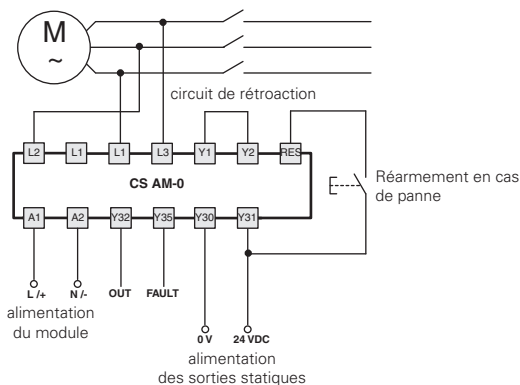 M
~
circuit de rétroaction
L2 L1 L1 L3 Y1 Y2 RES
CS AM-0
Réarmement en cas
de panne
A1 A2 Y32 Y35 Y30 Y31
L /+ N /- OUT FAULT
alimentation
du module
0 V 24 VDC
alimentation
des sorties statiques